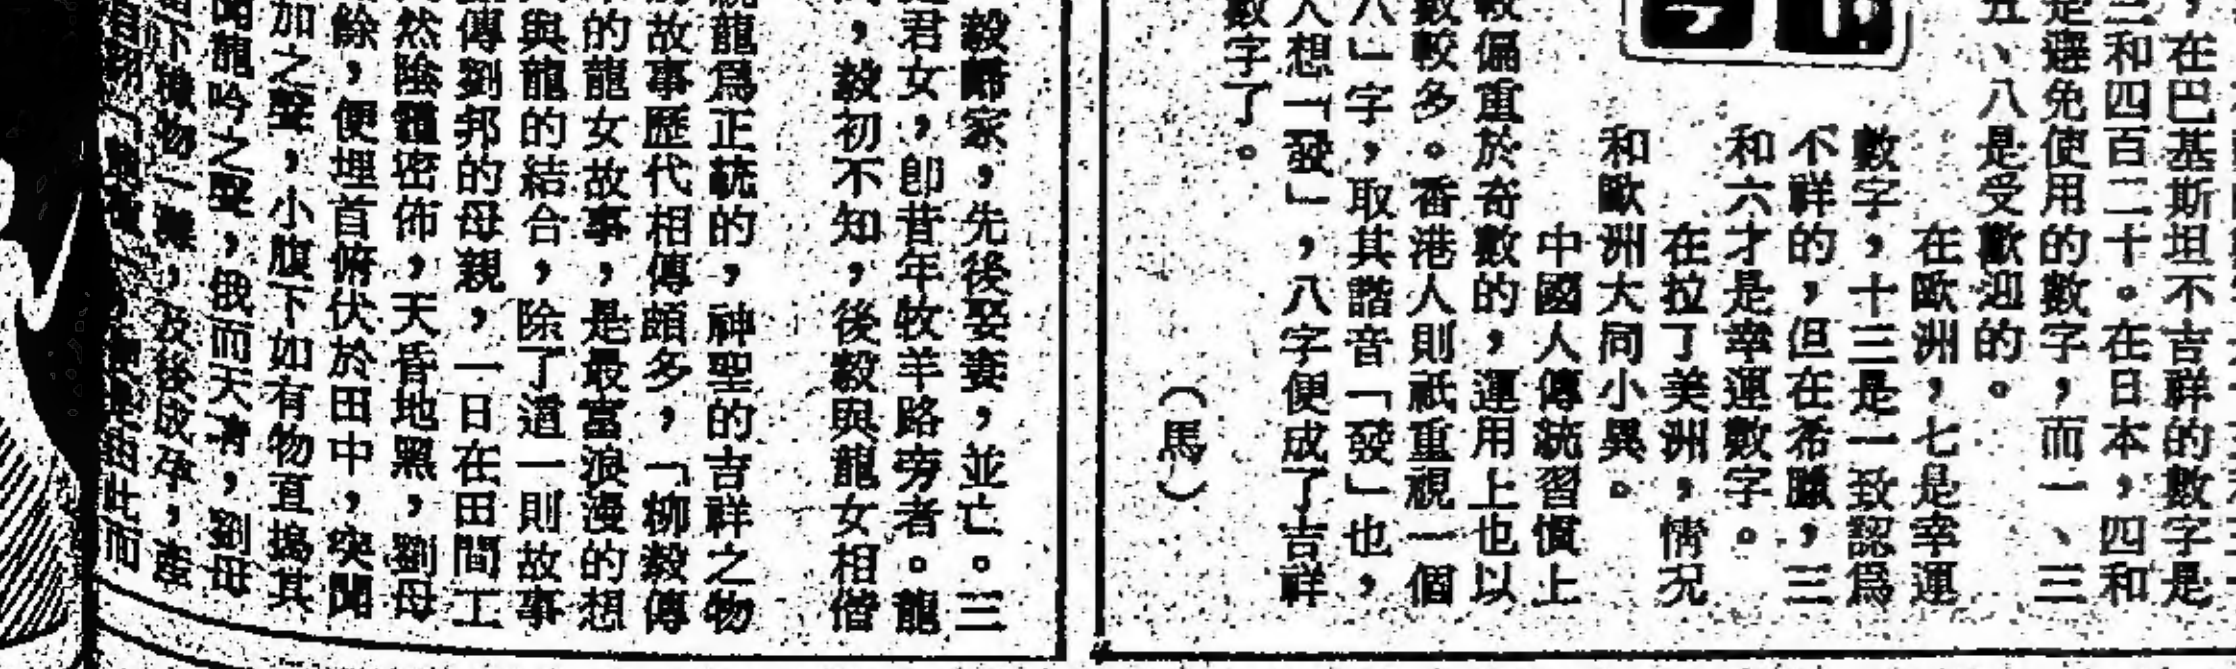 ，在巴基斯坦不吉祥的數字是
三和四百二十。在日本，四和
是避免使用的數字，而一、三
五、八是受歡迎的。
在歐洲，七是幸運
數字，十三是一致認爲
不祥的，但在希臘，三
和六才是幸運數字。
在拉丁美洲，情况
和歐洲大同小異。
中國人傳統習慣上
較偏重於奇數的，運用上也以
數較多。香港人則祇重視一個
八」字，取其諧音「發」也，
人想「發」，八字便成了吉祥
數字了。
（馬）
毅歸家，先後娶妻，並亡。三
君女，卽昔年牧羊路旁者。龍
，毅初不知，後毅與龍女相偕
龍爲正統的，神聖的吉祥之物
故事歷代相傳頗多，「柳毅傳
的龍女故事，是最富浪漫的想
與龍的結合，除了這一則故事
傳劉邦的母親，一日在田間工
然陰霾密佈，天昏地黑，劉母
餘，便埋首俯伏於田中，突聞
加之聲，小腹下如有物直搗其
聞龍吟之聲，俄而天清，劉母
物一灘，及後成孕，產
此而